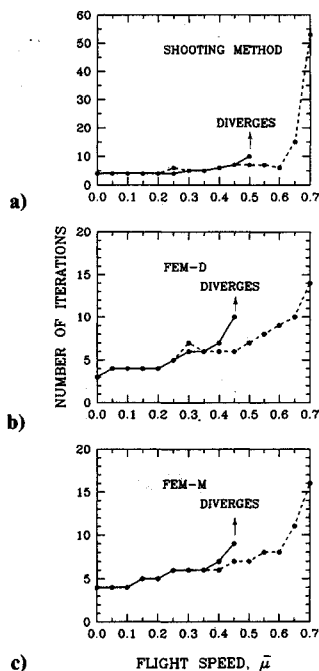 60
50
40
30
20
10
0
SHOOTING METHOD
DIVERGES
0.0 0.1 0.2 0.3 0.4 0.5 0.6 0.7
a)
NUMBER OF ITERATIONS
20
15
10
5
0
FEM-D
DIVERGES
0.0 0.1 0.2 0.3 0.4 0.5 0.6 0.7
b)
20
15
10
5
0
FEM-M
DIVERGES
0.0 0.1 0.2 0.3 0.4 0.5 0.6 0.7
c)
FLIGHT SPEED, μ̄